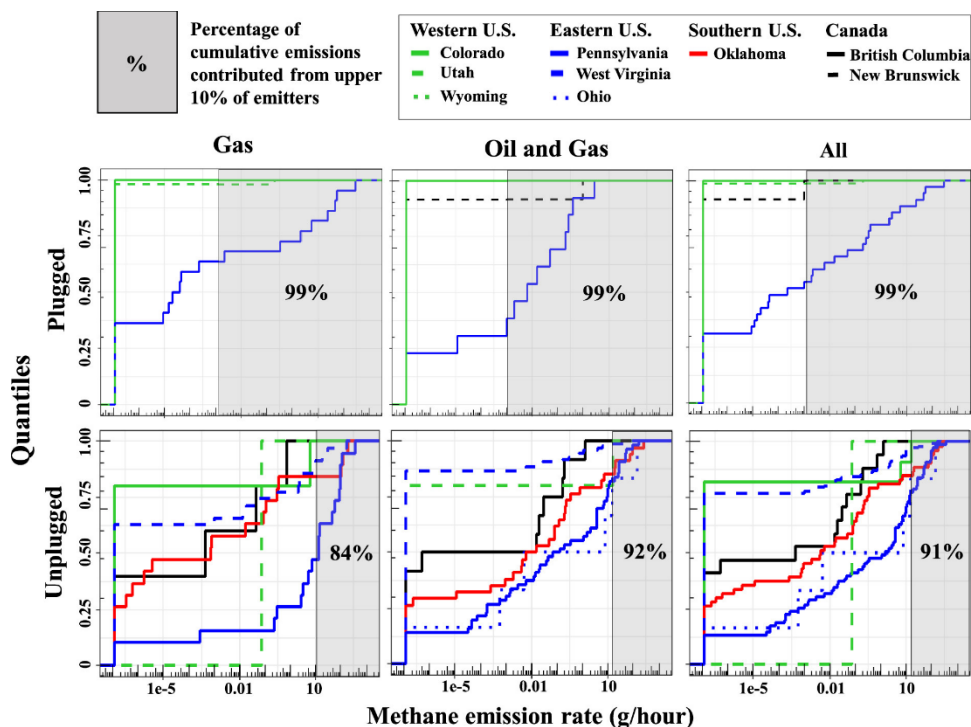 %
Percentage of
cumulative emissions
contributed from upper
10% of emitters
Western U.S.
Colorado
Utah
Wyoming
Eastern U.S.
Pennsylvania
West Virginia
Ohio
Southern U.S.
Oklahoma
Canada
British Columbia
New Brunswick
Gas
Oil and Gas
All
Quantiles
Plugged
1.00
0.75
0.50
0.25
0
99%
99%
99%
Unplugged
1.00
0.75
0.50
0.25
0
84%
92%
91%
1e-5
0.01
10
1e-5
0.01
10
1e-5
0.01
10
Methane emission rate (g/hour)